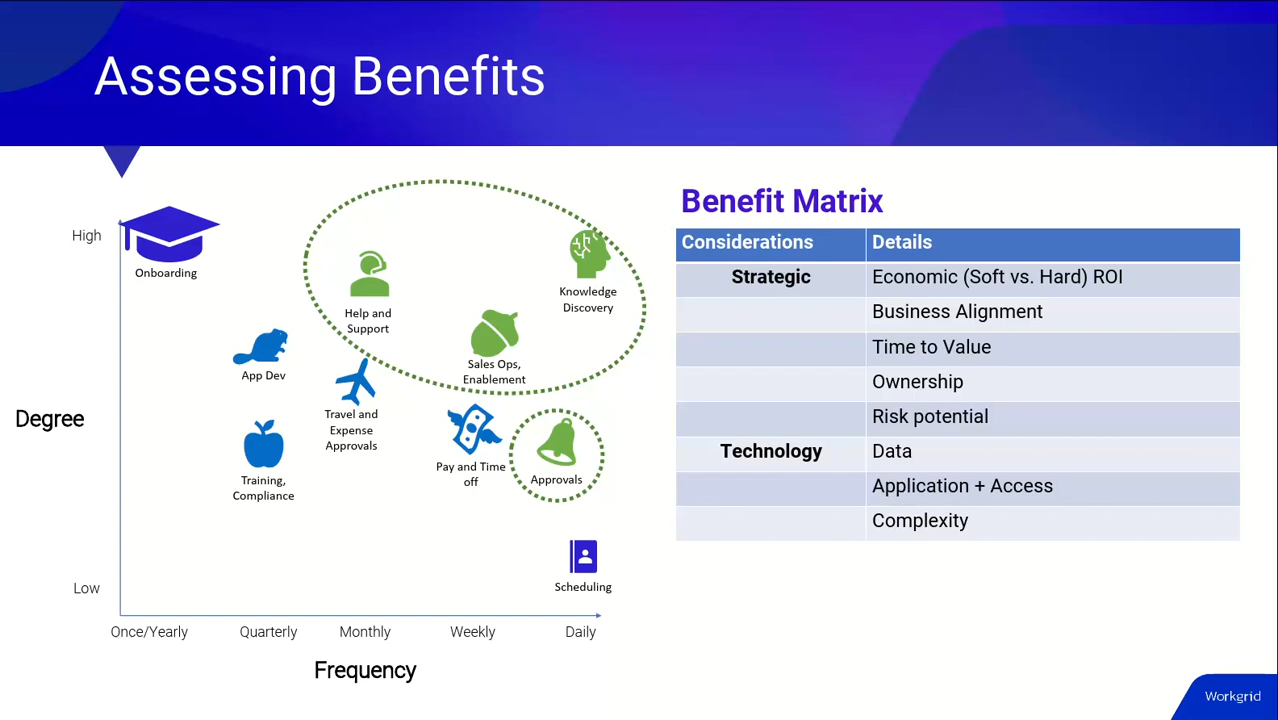 Assessing Benefits
High
Onboarding
Help and
Support
Knowledge
Discovery
App Dev
Sales Ops,
Enablement
Degree
Travel and
Expense
Approvals
Training,
Compliance
Pay and Time
off
Approvals
Scheduling
Low
Once/Yearly
Quarterly
Monthly
Weekly
Daily
Frequency
Benefit Matrix
Considerations Details
Strategic Economic (Soft vs. Hard) ROI
Business Alignment
Time to Value
Ownership
Risk potential
Technology Data
Application + Access
Complexity
Workgrid